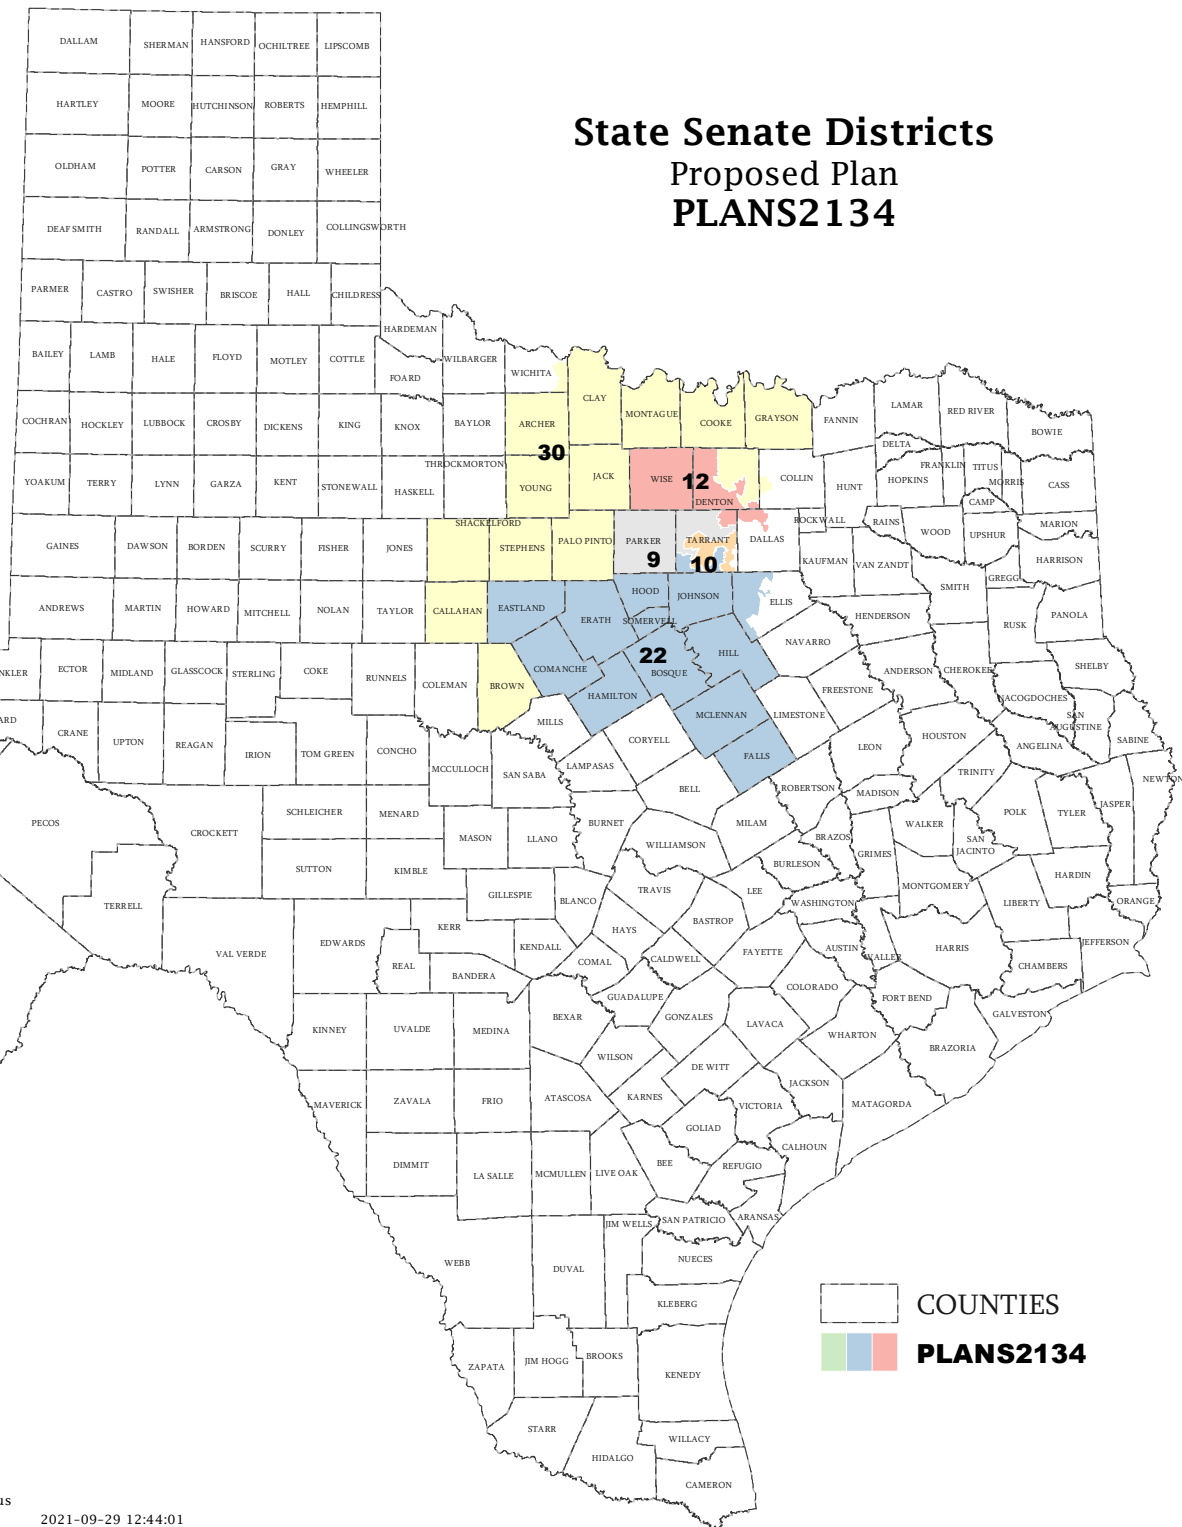 State Senate Districts
Proposed Plan
PLANS2134
DALLAM
SHERMAN
HANSFORD
OCHILTREE
LIPSCOMB
HARTLEY
MOORE
HUTCHINSON
ROBERTS
HEMPHILL
OLDHAM
POTTER
CARSON
GRAY
WHEELER
DEAF SMITH
RANDALL
ARMSTRONG
DONLEY
COLLINGSWORTH
PARMER
CASTRO
SWISHER
BRISCOE
HALL
CHILDRESS
HARDEMAN
BAILEY
LAMB
HALE
FLOYD
MOTLEY
COTTLE
FOARD
WILBARGER
WICHITA
CLAY
MONTAGUE
COOKE
GRAYSON
FANNIN
LAMAR
RED RIVER
BOWIE
COCHRAN
HOCKLEY
LUBBOCK
CROSBY
DICKENS
KING
KNOX
BAYLOR
ARCHER
30
DELTA
YOAKUM
TERRY
LYNN
GARZA
KENT
STONEWALL
HASKELL
THROCKMORTON
YOUNG
JACK
WISE
12
DENTON
COLLIN
HUNT
HOPKINS
FRANKLIN
TITUS
MORRIS
CAMP
CASS
GAINES
DAWSON
BORDEN
SCURRY
FISHER
JONES
SHACKELFORD
STEPHENS
PALO PINTO
PARKER
9
TARRANT
10
DALLAS
ROCKWALL
RAINS
WOOD
UPSHUR
MARION
HARRISON
KAUFMAN
VAN ZANDT
SMITH
GREGG
ANDREWS
MARTIN
HOWARD
MITCHELL
NOLAN
TAYLOR
CALLAHAN
EASTLAND
ERATH
HOOD
SOMERVELL
JOHNSON
ELLIS
HENDERSON
RUSK
PANOLA
NKLER
ECTOR
MIDLAND
GLASSCOCK
STERLING
COKE
RUNNELS
COLEMAN
BROWN
COMANCHE
HAMILTON
22
BOSQUE
HILL
NAVARRO
ANDERSON
CHEROKEE
NACOGDOCHES
SHELBY
ARD
CRANE
UPTON
REAGAN
IRION
TOM GREEN
CONCHO
MCCULLOCH
SAN SABA
MILLS
LAMPASAS
CORYELL
MCLENNAN
FALLS
LIMESTONE
FREESTONE
LEON
HOUSTON
ANGELINA
SAN
AUGUSTINE
SABINE
PECOS
CROCKETT
SCHLEICHER
MENARD
MASON
LLANO
BURNET
BELL
MILAM
ROBERTSON
MADISON
TRINITY
POLK
TYLER
JASPER
NEWTON
TERRELL
SUTTON
KIMBLE
GILLESPIE
BLANCO
WILLIAMSON
TRAVIS
LEE
BURLESON
BRAZOS
GRIMES
WALKER
SAN
JACINTO
MONTGOMERY
LIBERTY
HARDIN
ORANGE
JEFFERSON
VAL VERDE
EDWARDS
REAL
KERR
BANDERA
KENDALL
HAYS
COMAL
CALDWELL
BASTROP
FAYETTE
WASHINGTON
AUSTIN
WALLER
HARRIS
CHAMBERS
KINNEY
UVALDE
MEDINA
BEXAR
GUADALUPE
GONZALES
LAVACA
COLORADO
WHARTON
FORT BEND
BRAZORIA
GALVESTON
MAVERICK
ZAVALA
FRIO
ATASCOSA
WILSON
KARNES
DE WITT
VICTORIA
JACKSON
MATAGORDA
DIMMIT
LA SALLE
MCMULLEN
LIVE OAK
BEE
GOLIAD
REFUGIO
CALHOUN
ARANSAS
SAN PATRICIO
WEBB
DUVAL
JIM WELLS
NUECES
KLEBERG
ZAPATA
JIM HOGG
BROOKS
KENEDY
STARR
HIDALGO
WILLACY
CAMERON
COUNTIES
PLANS2134
us
2021-09-29 12:44:01